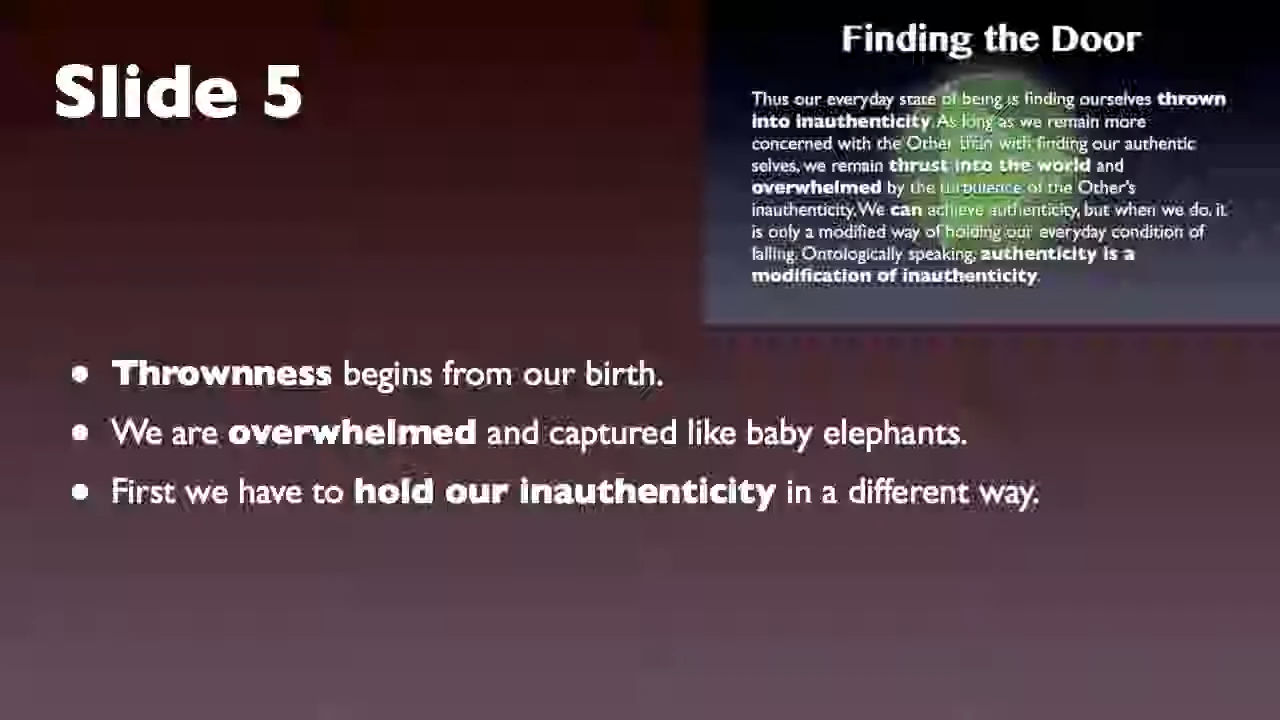 Slide 5
Finding the Door
Thus our everyday state of being is finding ourselves thrown
into inauthenticity. As long as we remain more
concerned with the Other than with finding our authentic
selves, we remain thrust into the world and
overwhelmed by the turbulence of the Other's
inauthenticity. We can achieve authenticity, but when we do, it
is only a modified way of holding our everyday condition of
falling. Ontologically speaking, authenticity is a
modification of inauthenticity.
• Thrownness begins from our birth.
• We are overwhelmed and captured like baby elephants.
• First we have to hold our inauthenticity in a different way.